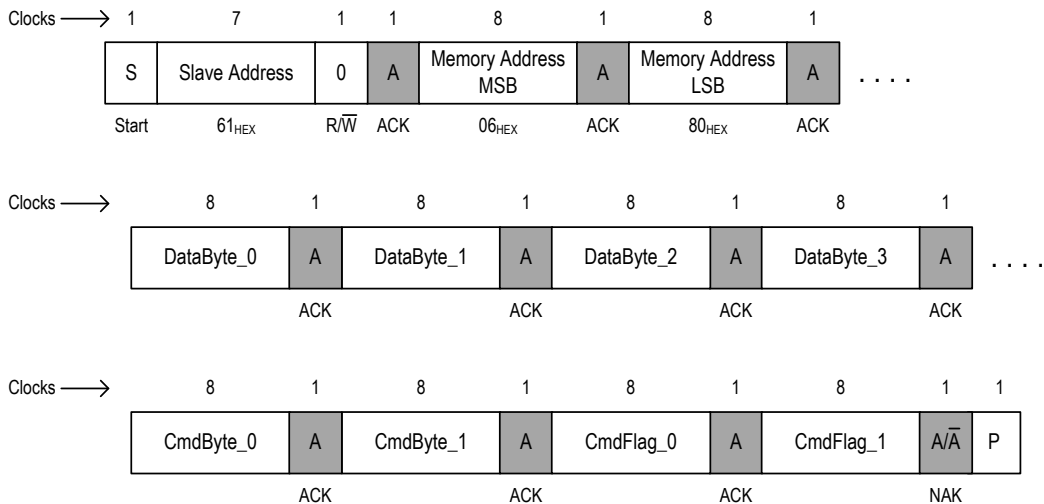 Clocks → 1 7 1 1 8 1 8 1
S Slave Address 0 A Memory Address MSB A Memory Address LSB A . . . .
Start 61HEX R/W̅ ACK 06HEX ACK 80HEX ACK
Clocks → 8 1 8 1 8 1 8 1
DataByte_0 A DataByte_1 A DataByte_2 A DataByte_3 A . . . .
ACK ACK ACK ACK
Clocks → 8 1 8 1 8 1 8 1 1
CmdByte_0 A CmdByte_1 A CmdFlag_0 A CmdFlag_1 A/A̅ P
ACK ACK ACK NAK